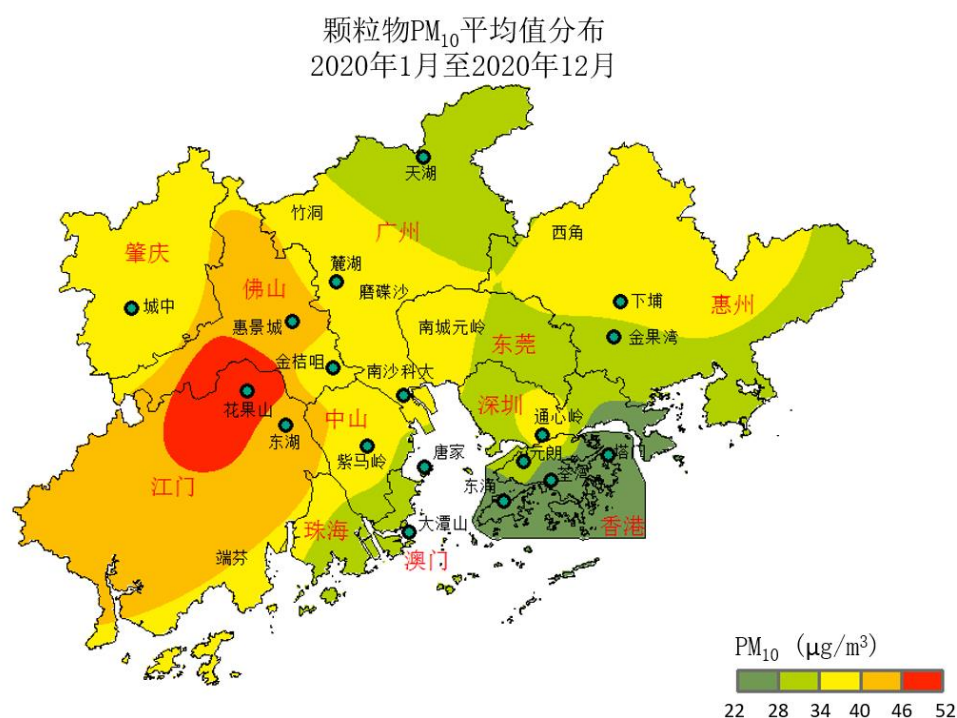 颗粒物PM10平均值分布
2020年1月至2020年12月
天湖
竹洞
广州
西角
肇庆
麓湖
佛山
磨碟沙
城中
下埔
惠州
惠景城
南城元岭
东莞
金果湾
金桔咀
南沙科大
花果山
中山
深圳
通心岭
东湖
紫马岭
唐家
元朗
塔门
荃湾
东涌
江门
珠海
大潭山
香港
端芬
澳门
PM10 (μg/m3)
22 28 34 40 46 52